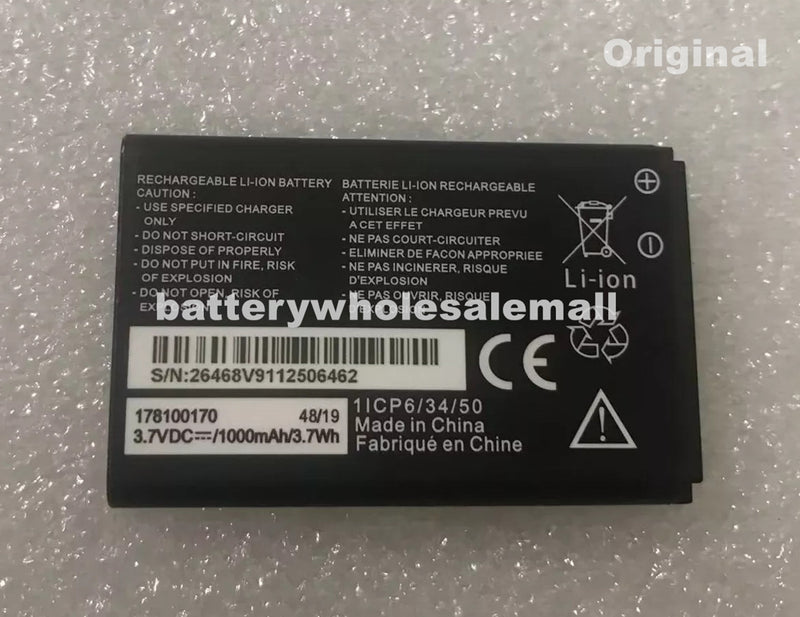 Original
RECHARGEABLE LI-ION BATTERY
CAUTION :
- USE SPECIFIED CHARGER
ONLY
- DO NOT SHORT-CIRCUIT
- DISPOSE OF PROPERLY
- DO NOT PUT IN FIRE, RISK
OF EXPLOSION
- DO NOT OPEN, RISK OF
EXPLOSION
BATTERIE LI-ION RECHARGEABLE
ATTENTION :
- UTILISER LE CHARGEUR PREVU
A CET EFFET
- NE PAS COURT-CIRCUITER
- ELIMINER DE FACON APPROPRIEE
- NE PAS INCINERER, RISQUE
D'EXPLOSION
- NE PAS OUVRIR, RISQUE
D'EXPLOSION
Li-ion
batterywholesalemall
S/N:26468V9112506462
CE
178100170 48/19
3.7VDC⎓/1000mAh/3.7Wh
1ICP6/34/50
Made in China
Fabriqué en Chine